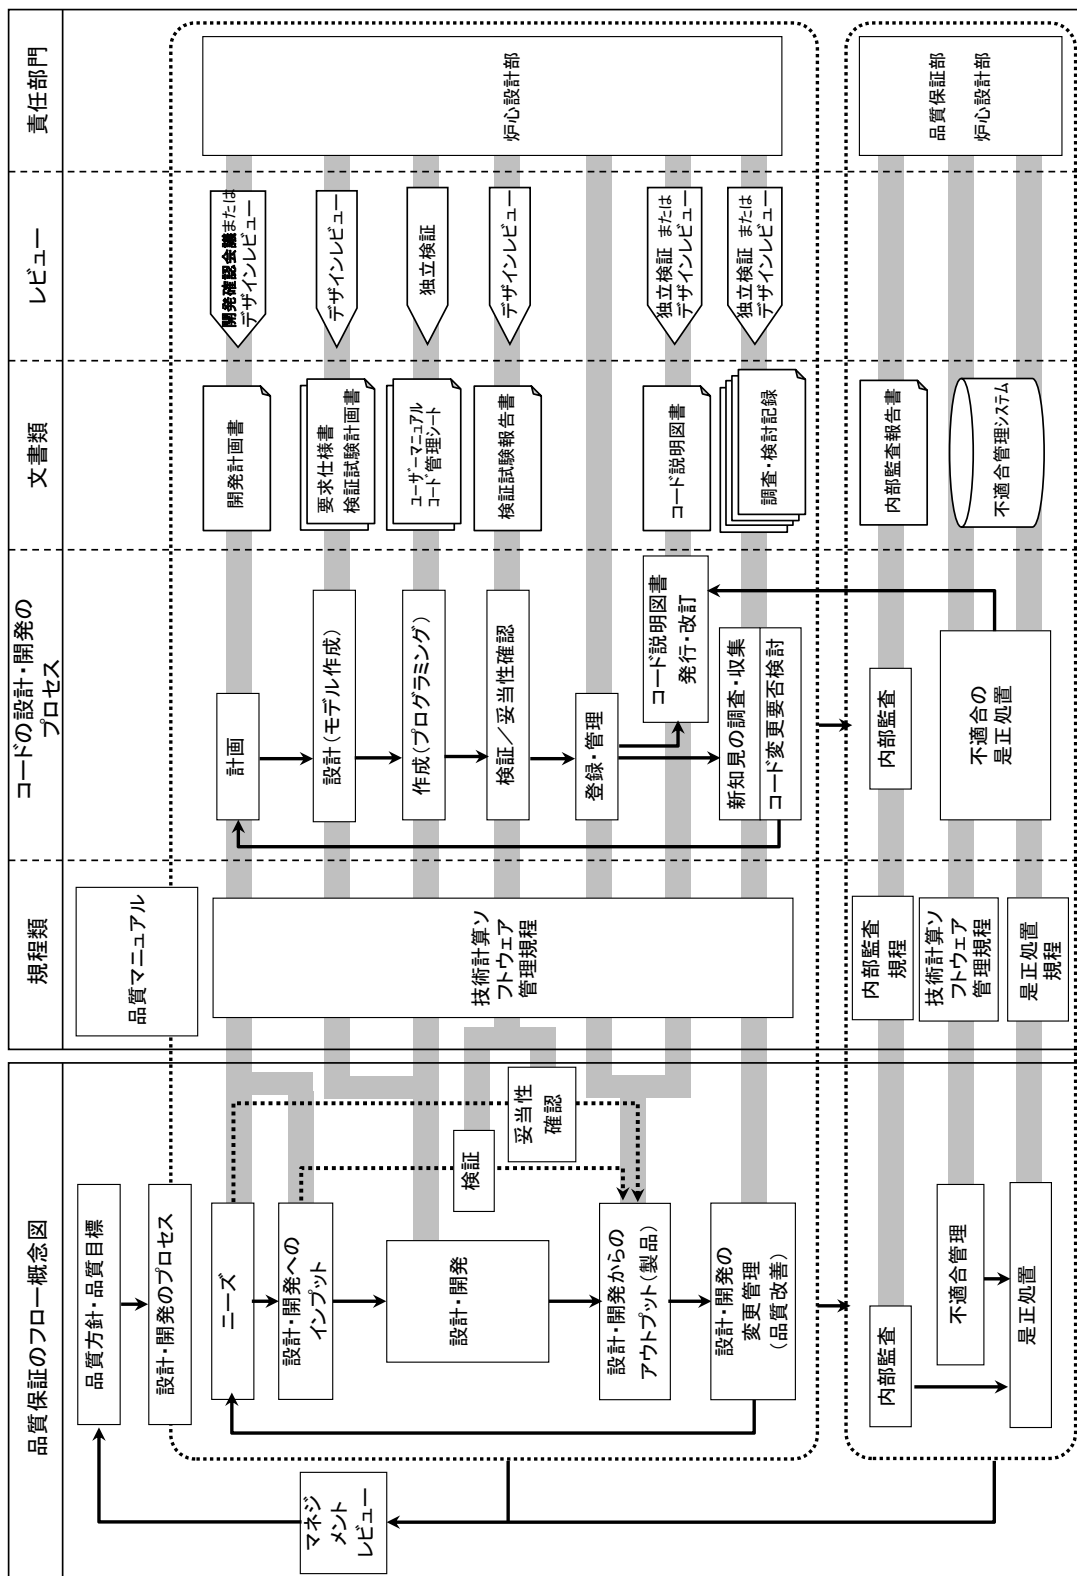 品質保証のフロー概念図
規程類
コードの設計・開発の
プロセス
文書類
レビュー
責任部門
マネジ
メント
レビュー
品質方針・品質目標
設計・開発のプロセス
ニーズ
設計・開発への
インプット
設計・開発
検証
妥当性
確認
設計・開発からの
アウトプット(製品)
設計・開発の
変更管理
(品質改善)
内部監査
不適合管理
是正処置
品質マニュアル
技術計算ソ
フトウェア
管理規程
内部監査
規程
技術計算ソ
フトウェア
管理規程
是正処置
規程
計画
設計(モデル作成)
作成(プログラミング)
検証/妥当性確認
登録・管理
コード説明図書
発行・改訂
新知見の調査・収集
コード変更要否検討
内部監査
不適合の
是正処置
開発計画書
要求仕様書
検証試験計画書
ユーザーマニュアル
コード管理シート
検証試験報告書
コード説明図書
調査・検討記録
内部監査報告書
不適合管理システム
開発確認会議または
デザインレビュー
デザインレビュー
独立検証
デザインレビュー
独立検証 または
デザインレビュー
独立検証 または
デザインレビュー
炉心設計部
品質保証部
炉心設計部